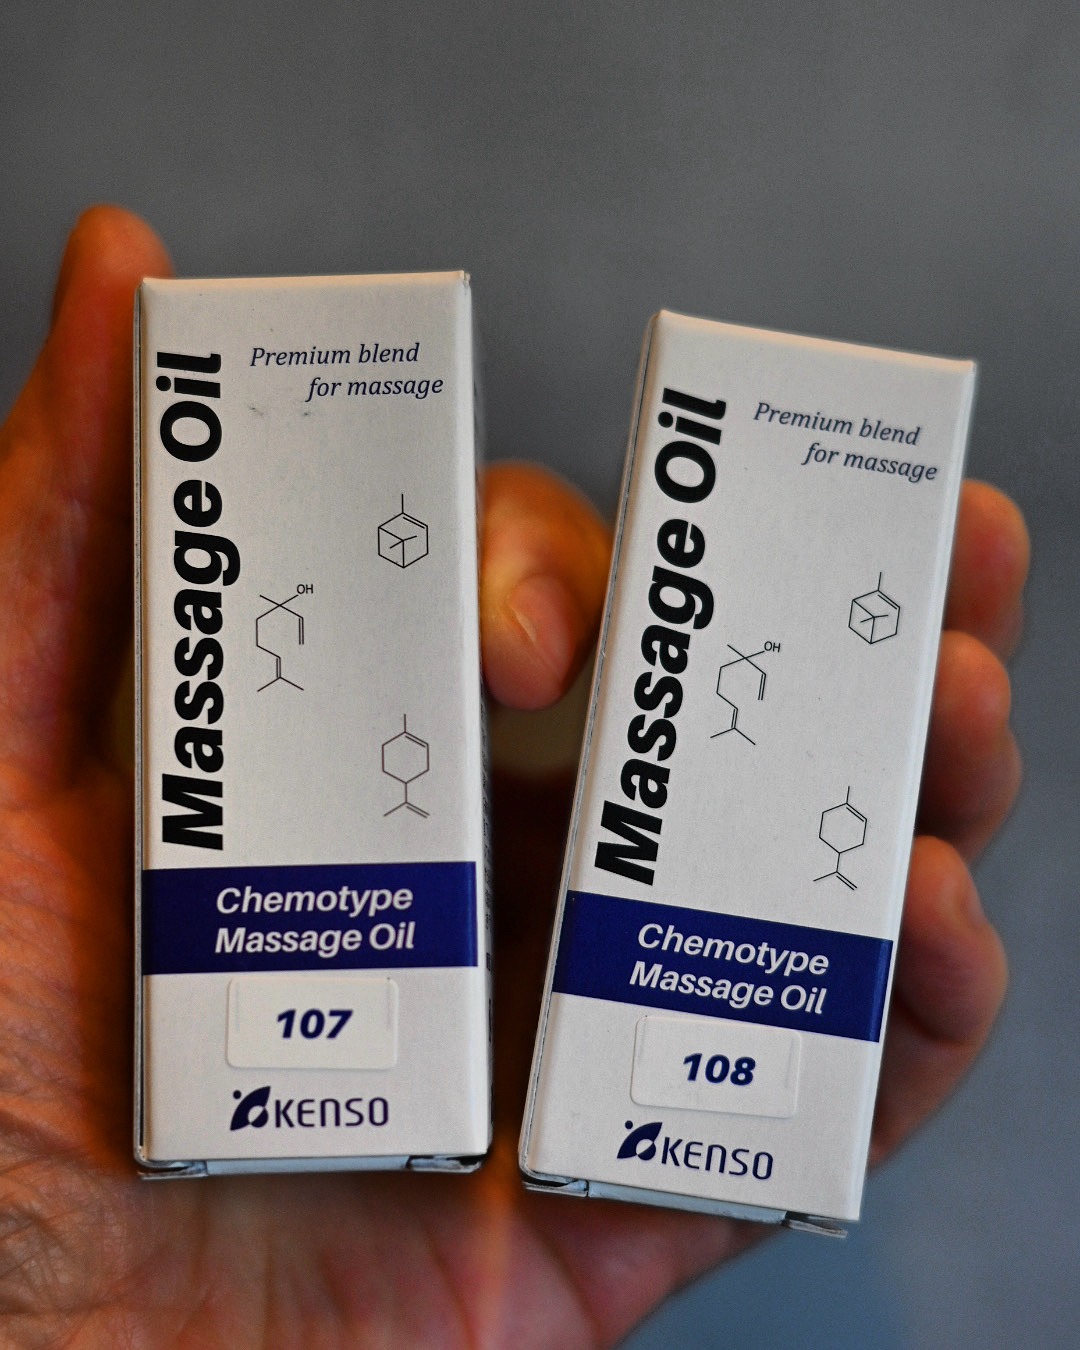 Massage Oil
Premium blend
for massage
OH
Chemotype
Massage Oil
107
KENSO
Massage Oil
Premium blend
for massage
OH
Chemotype
Massage Oil
108
KENSO